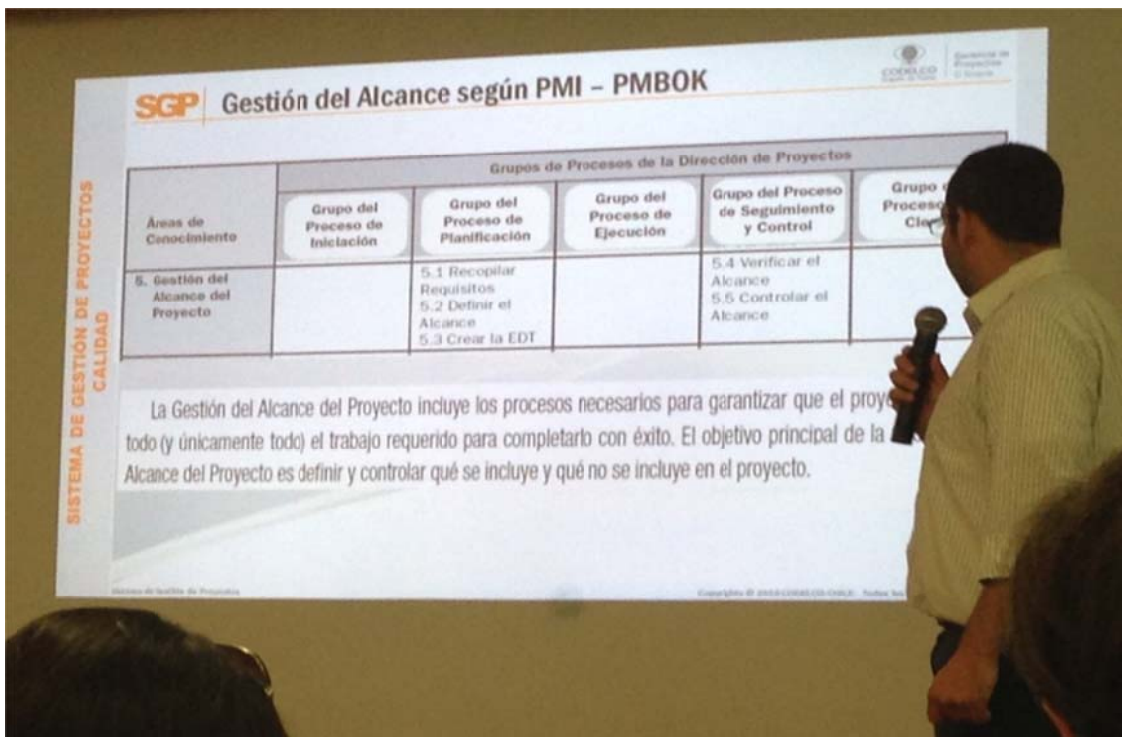 SGP Gestión del Alcance según PMI – PMBOK
CODELCO
SISTEMA DE GESTIÓN DE PROYECTOS
CALIDAD
Grupos de Procesos de la Dirección de Proyectos
Áreas de
Conocimiento
Grupo del
Proceso de
Iniciación
Grupo del
Proceso de
Planificación
Grupo del
Proceso de
Ejecución
Grupo del Proceso
de Seguimiento
y Control
Grupo
Proceso
5. Gestión del
Alcance del
Proyecto
5.1 Recopilar
Requisitos
5.2 Definir el
Alcance
5.3 Crear la EDT
5.4 Verificar el
Alcance
5.5 Controlar el
Alcance
La Gestión del Alcance del Proyecto incluye los procesos necesarios para garantizar que el
todo (y únicamente todo) el trabajo requerido para completarlo con éxito. El objetivo principal de la
Alcance del Proyecto es definir y controlar qué se incluye y qué no se incluye en el proyecto.
Sistema de Gestión de Proyectos